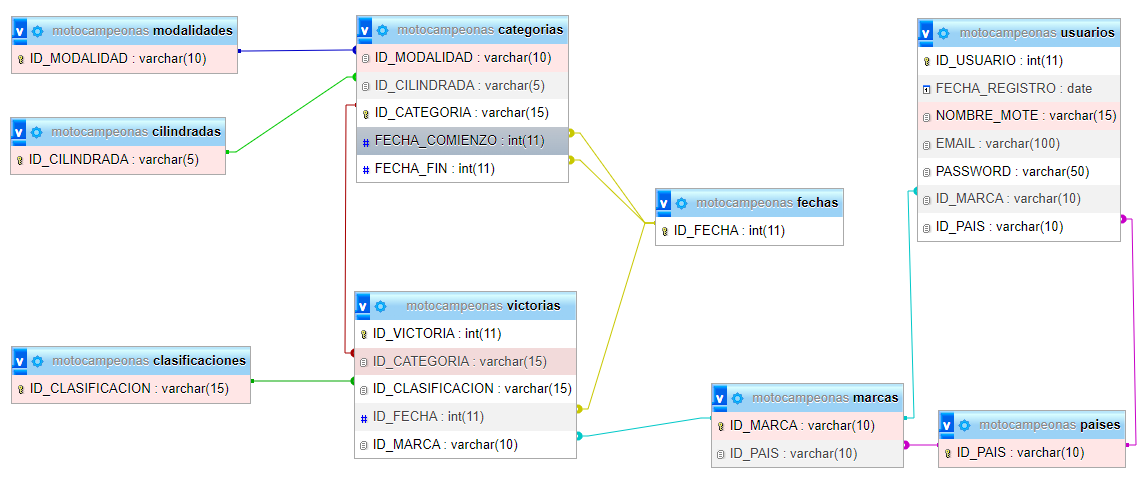 motocampeonas modalidades
ID_MODALIDAD : varchar(10)
motocampeonas cilindradas
ID_CILINDRADA : varchar(5)
motocampeonas clasificaciones
ID_CLASIFICACION : varchar(15)
motocampeonas categorias
ID_MODALIDAD : varchar(10)
ID_CILINDRADA : varchar(5)
ID_CATEGORIA : varchar(15)
# FECHA_COMIENZO : int(11)
# FECHA_FIN : int(11)
motocampeonas victorias
ID_VICTORIA : int(11)
ID_CATEGORIA : varchar(15)
ID_CLASIFICACION : varchar(15)
# ID_FECHA : int(11)
ID_MARCA : varchar(10)
motocampeonas fechas
ID_FECHA : int(11)
motocampeonas marcas
ID_MARCA : varchar(10)
ID_PAIS : varchar(10)
motocampeonas usuarios
ID_USUARIO : int(11)
FECHA_REGISTRO : date
NOMBRE_MOTE : varchar(15)
EMAIL : varchar(100)
PASSWORD : varchar(50)
ID_MARCA : varchar(10)
ID_PAIS : varchar(10)
motocampeonas paises
ID_PAIS : varchar(10)